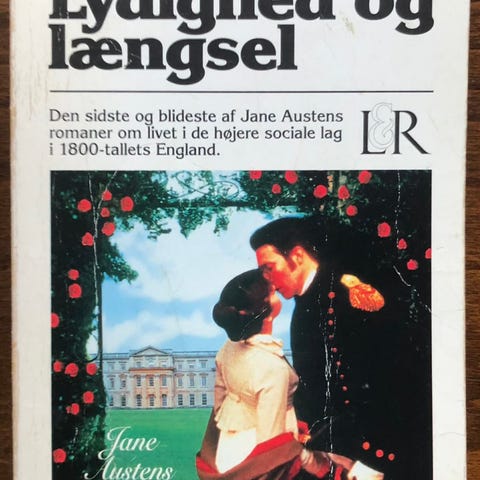 Lydighed og
længsel
Den sidste og blideste af Jane Austens
romaner om livet i de højere sociale lag
i 1800-tallets England.
L&R
Jane
Austens